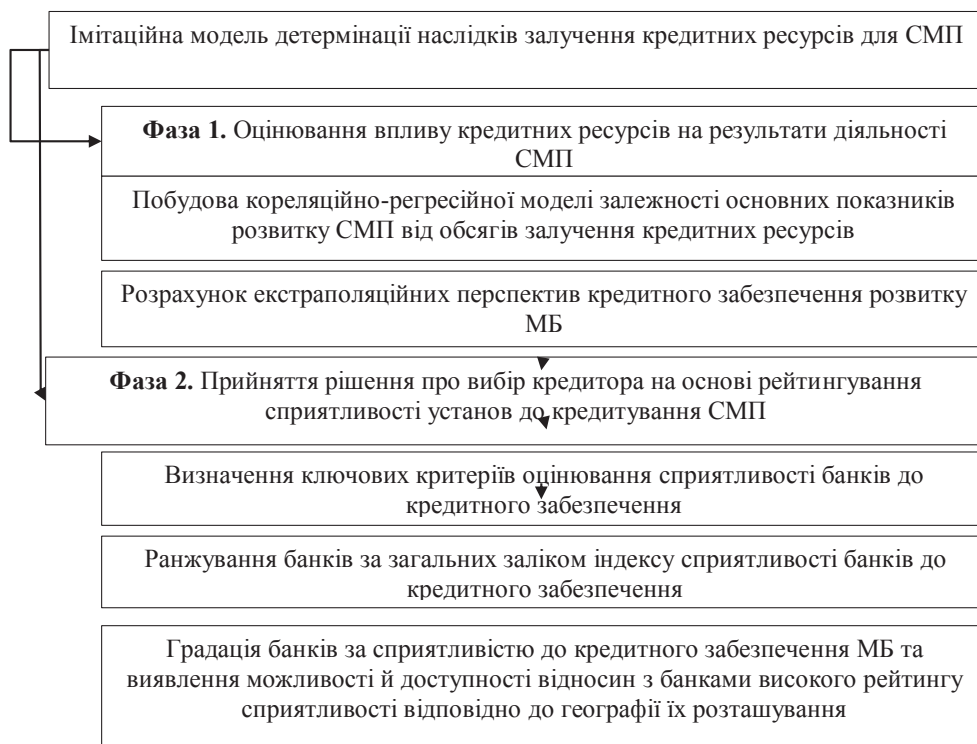 Імітаційна модель детермінації наслідків залучення кредитних ресурсів для СМП
Фаза 1. Оцінювання впливу кредитних ресурсів на результати діяльності
СМП
Побудова кореляційно-регресійної моделі залежності основних показників
розвитку СМП від обсягів залучення кредитних ресурсів
Розрахунок екстраполяційних перспектив кредитного забезпечення розвитку
МБ
Фаза 2. Прийняття рішення про вибір кредитора на основі рейтингування
сприятливості установ до кредитування СМП
Визначення ключових критеріїв оцінювання сприятливості банків до
кредитного забезпечення
Ранжування банків за загальних заліком індексу сприятливості банків до
кредитного забезпечення
Градація банків за сприятливістю до кредитного забезпечення МБ та
виявлення можливості й доступності відносин з банками високого рейтингу
сприятливості відповідно до географії їх розташування